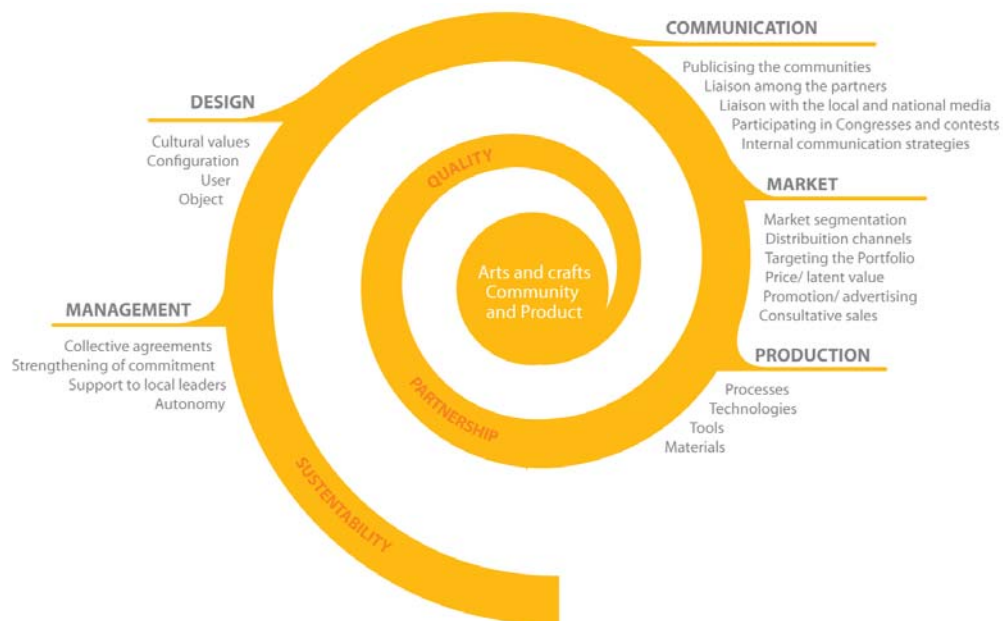 COMMUNICATION
Publicising the communities
Liaison among the partners
Liaison with the local and national media
Participating in Congresses and contests
Internal communication strategies
DESIGN
Cultural values
Configuration
User
Object
QUALITY
MARKET
Market segmentation
Distribuition channels
Targeting the Portfolio
Price/ latent value
Promotion/ advertising
Consultative sales
Arts and crafts
Community
and Product
MANAGEMENT
Collective agreements
Strengthening of commitment
Support to local leaders
Autonomy
PRODUCTION
Processes
Technologies
Tools
Materials
PARTNERSHIP
SUSTENTABILITY